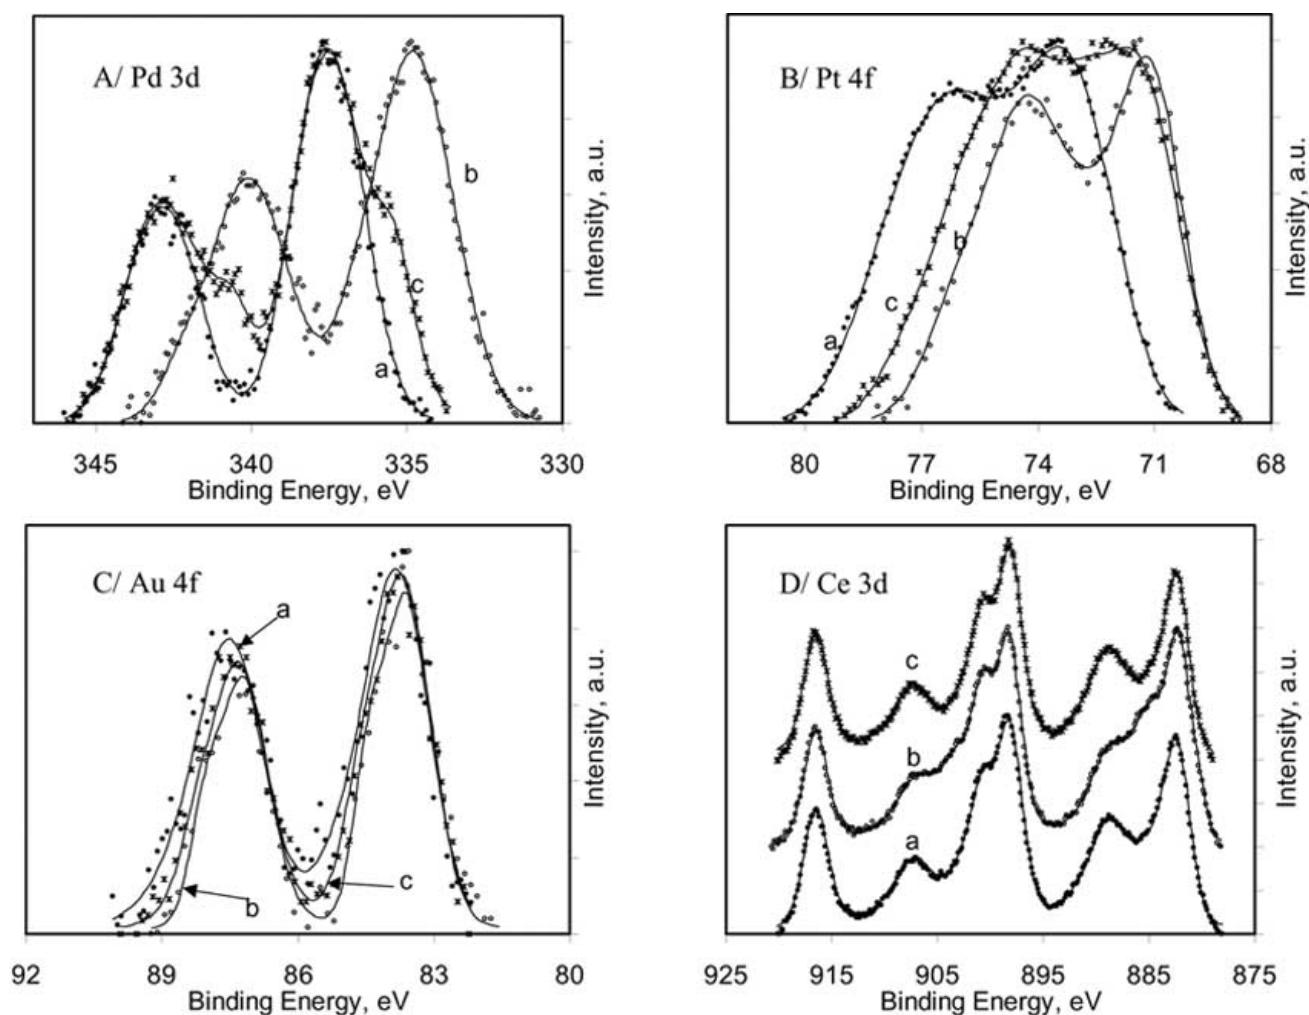 A/ Pd 3d
b
c
a
345 340 335 330
Binding Energy, eV
Intensity, a.u.
B/ Pt 4f
b
c
a
80 77 74 71 68
Binding Energy, eV
Intensity, a.u.
C/ Au 4f
a
c
b
92 89 86 83 80
Binding Energy, eV
D/ Ce 3d
c
b
a
925 915 905 895 885 875
Binding Energy, eV
Intensity, a.u.